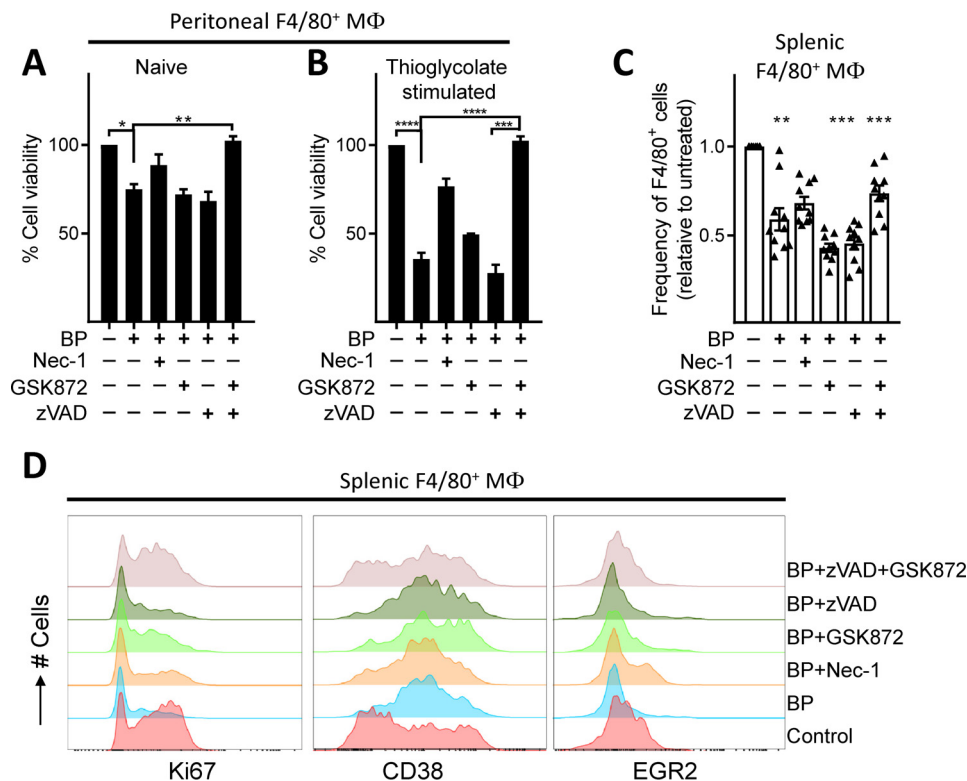 Peritoneal F4/80+ MΦ
A
Naive
% Cell viability
100
50
* **
BP - + + + + +
Nec-1 - - + - - -
GSK872 - - - + - +
zVAD - - - - + +
B
Thioglycolate
stimulated
% Cell viability
100
50
**** **** ***
BP - + + + + +
Nec-1 - - + - - -
GSK872 - - - + - +
zVAD - - - - + +
C
Splenic
F4/80+ MΦ
Frequency of F4/80+ cells
(relataive to untreated)
1.0
0.5
** *** ***
BP - + + + + +
Nec-1 - - + - - -
GSK872 - - - + - +
zVAD - - - - + +
D
Splenic F4/80+ MΦ
# Cells
BP+zVAD+GSK872
BP+zVAD
BP+GSK872
BP+Nec-1
BP
Control
Ki67
CD38
EGR2